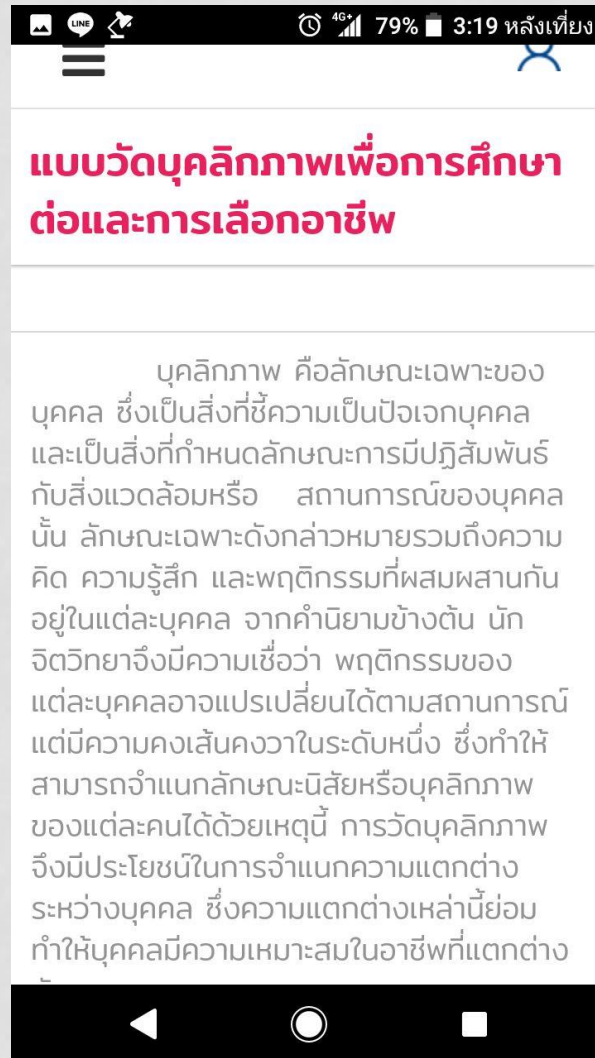 LINE 4G+ 79% 3:19 หลังเที่ยง
แบบวัดบุคลิกภาพเพื่อการศึกษา
ต่อและการเลือกอาชีพ
บุคลิกภาพ คือลักษณะเฉพาะของ
บุคคล ซึ่งเป็นสิ่งที่ชี้ความเป็นปัจเจกบุคคล
และเป็นสิ่งที่กำหนดลักษณะการมีปฏิสัมพันธ์
กับสิ่งแวดล้อมหรือ สถานการณ์ของบุคคล
นั้น ลักษณะเฉพาะดังกล่าวหมายรวมถึงความ
คิด ความรู้สึก และพฤติกรรมที่ผสมผสานกัน
อยู่ในแต่ละบุคคล จากคำนิยามข้างต้น นัก
จิตวิทยาจึงมีความเชื่อว่า พฤติกรรมของ
แต่ละบุคคลอาจแปรเปลี่ยนได้ตามสถานการณ์
แต่มีความคงเส้นคงวาในระดับหนึ่ง ซึ่งทำให้
สามารถจำแนกลักษณะนิสัยหรือบุคลิกภาพ
ของแต่ละคนได้ด้วยเหตุนี้ การวัดบุคลิกภาพ
จึงมีประโยชน์ในการจำแนกความแตกต่าง
ระหว่างบุคคล ซึ่งความแตกต่างเหล่านี้ย่อม
ทำให้บุคคลมีความเหมาะสมในอาชีพที่แตกต่าง